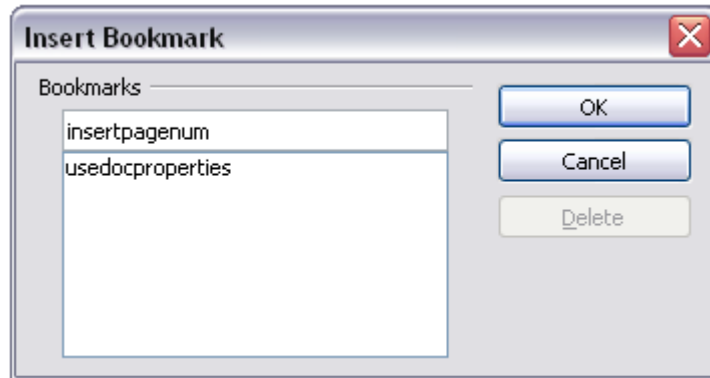 Insert Bookmark
Bookmarks
OK
insertpagenum
Cancel
usedocproperties
Delete